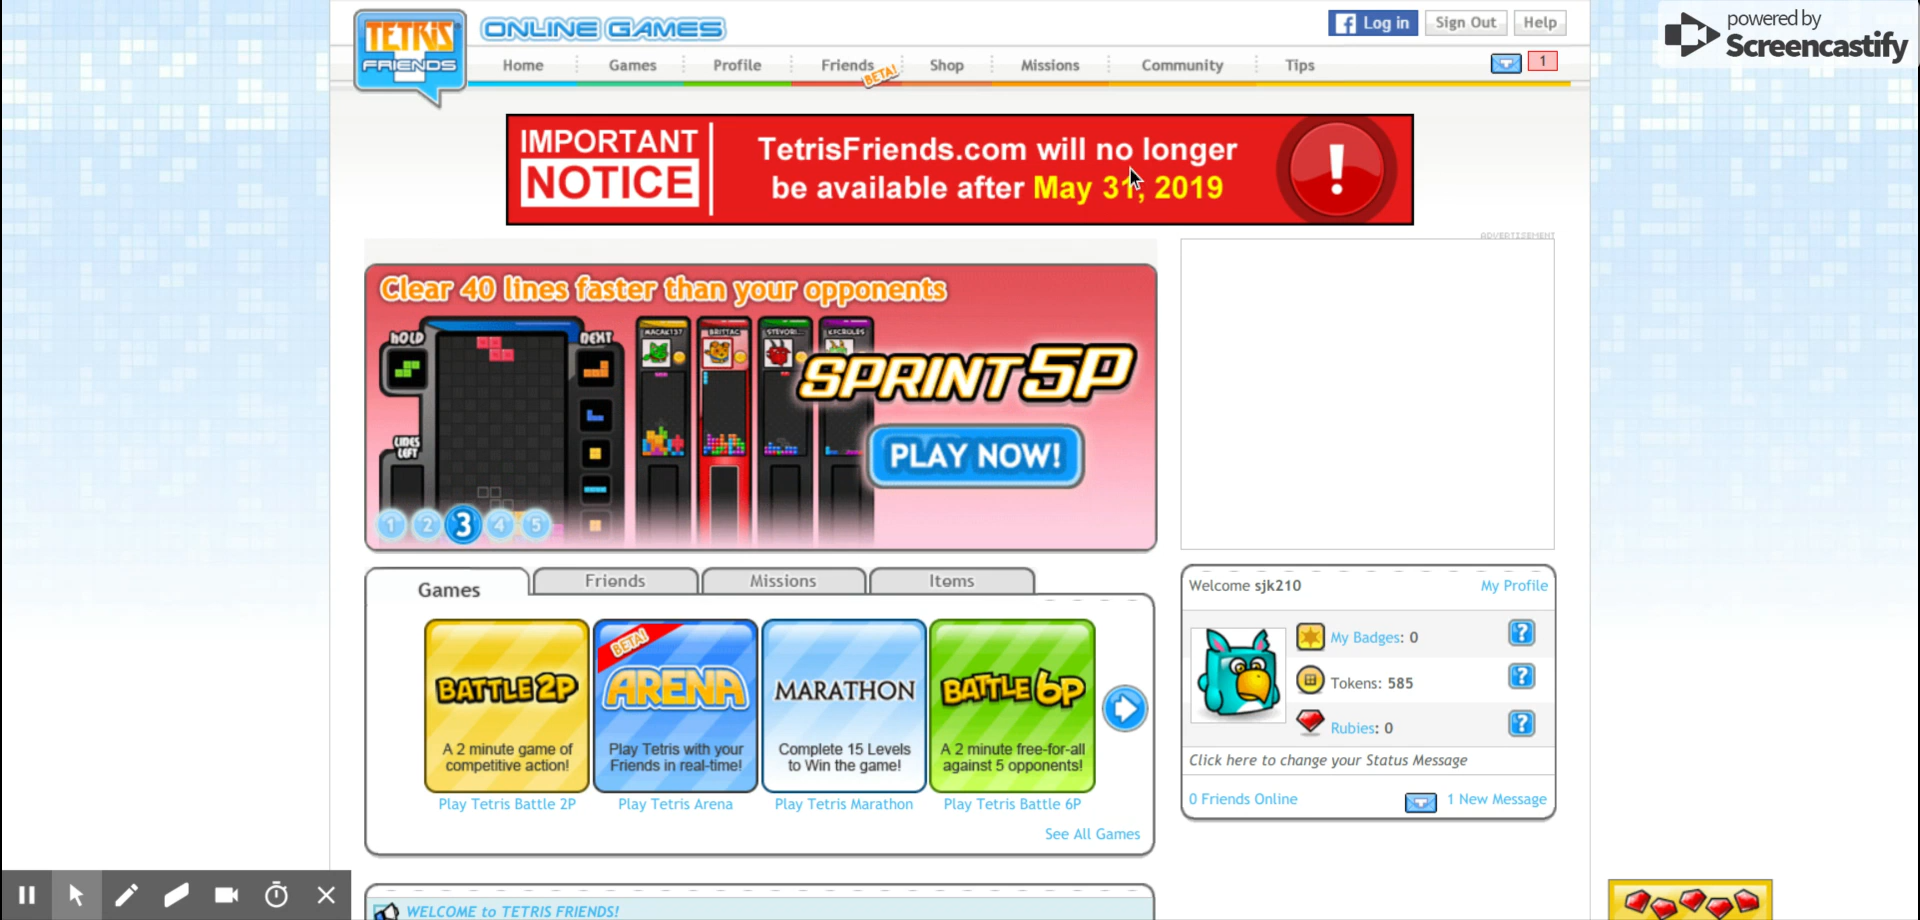 TETRIS
FRIENDS
ONLINE GAMES
Log in
Sign Out
Help
powered by
Screencastify
Home
Games
Profile
Friends
BETA!
Shop
Missions
Community
Tips
1
IMPORTANT
NOTICE
TetrisFriends.com will no longer
be available after May 31, 2019
!
ADVERTISEMENT
Clear 40 lines faster than your opponents
HOLD
NEXT
MACAK137
BRITTAC
KFCRULES
SPRINT 5P
LINES
LEFT
PLAY NOW!
1 2 3 4 5
Games
Friends
Missions
Items
BATTLE 2P
A 2 minute game of
competitive action!
Play Tetris Battle 2P
BETA!
ARENA
Play Tetris with your
Friends in real-time!
Play Tetris Arena
MARATHON
Complete 15 Levels
to Win the game!
Play Tetris Marathon
BATTLE 6P
A 2 minute free-for-all
against 5 opponents!
Play Tetris Battle 6P
See All Games
Welcome sjk210
My Profile
My Badges: 0
?
Tokens: 585
?
Rubies: 0
?
Click here to change your Status Message
0 Friends Online
1 New Message
WELCOME to TETRIS FRIENDS!